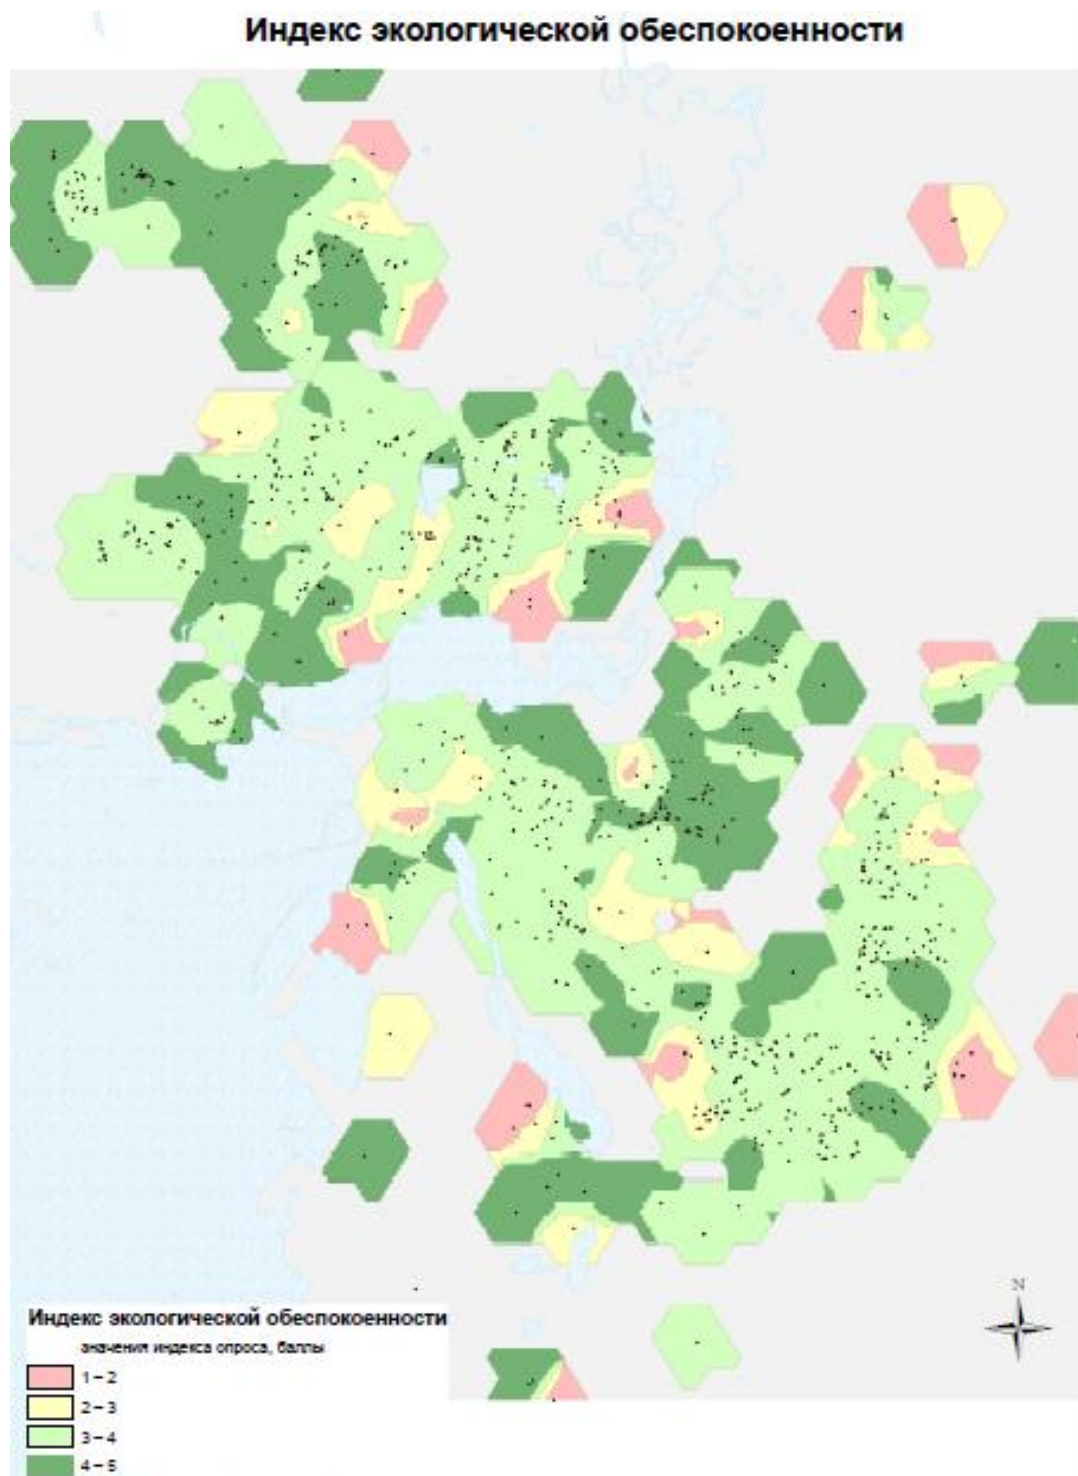 Индекс экологической обеспокоенности
N
Индекс экологической обеспокоенности
значения индекса опроса, баллы
1 – 2
2 – 3
3 – 4
4 – 5